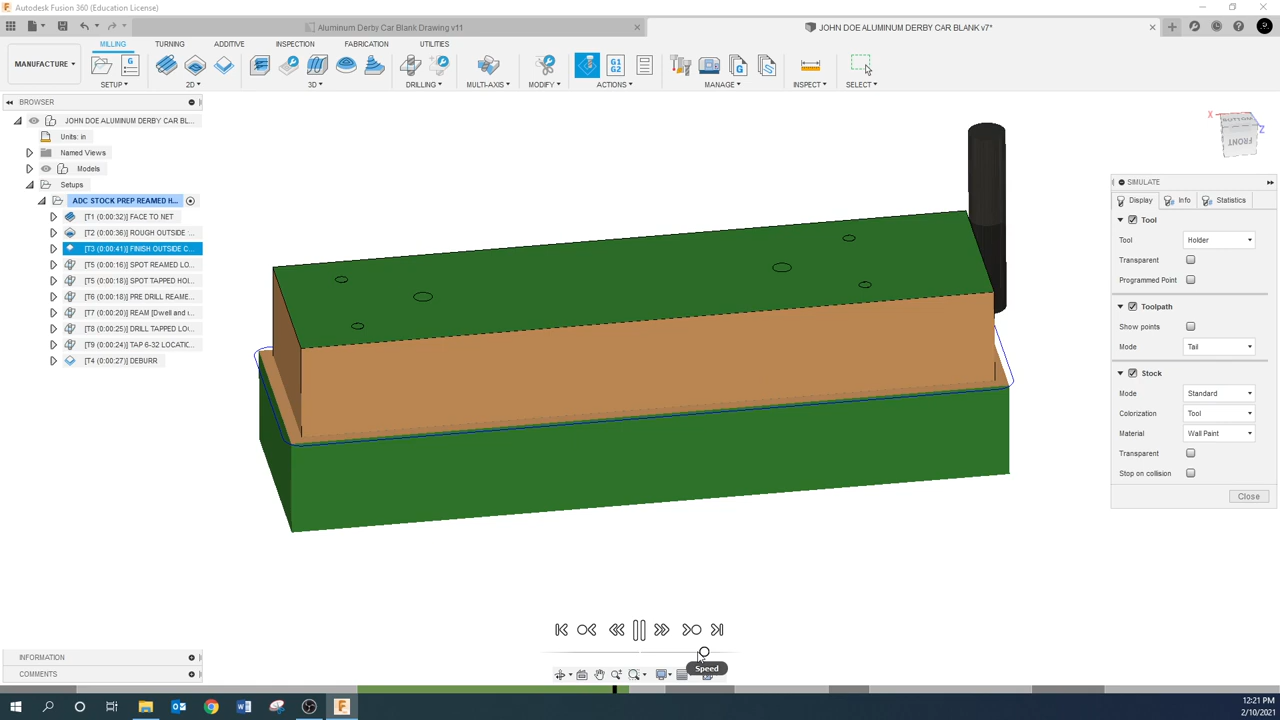 Autodesk Fusion 360 (Education License)
Aluminum Derby Car Blank Drawing v11
JOHN DOE ALUMINUM DERBY CAR BLANK v7*
MILLING TURNING ADDITIVE INSPECTION FABRICATION UTILITIES
MANUFACTURE
G1
G2
SETUP 2D 3D DRILLING MULTI-AXIS MODIFY ACTIONS MANAGE INSPECT SELECT
BROWSER
JOHN DOE ALUMINUM DERBY CAR BL...
Units: in
Named Views
Models
Setups
ADC STOCK PREP REAMED H...
[T1 (0:00:32)] FACE TO NET
[T2 (0:00:36)] ROUGH OUTSIDE
[T3 (0:00:41)] FINISH OUTSIDE C...
[T5 (0:00:16)] SPOT REAMED LO...
[T5 (0:00:18)] SPOT TAPPED HOI...
[T6 (0:00:18)] PRE DRILL REAME...
[T7 (0:00:20)] REAM [Dwell and
[T8 (0:00:25)] DRILL TAPPED LOC...
[T9 (0:00:24)] TAP 6-32 LOCATIO...
[T4 (0:00:27)] DEBURR
X
Z
BOTTOM
FRONT
SIMULATE
Display Info Statistics
Tool
Tool Holder
Transparent
Programmed Point
Toolpath
Show points
Mode Tail
Stock
Mode Standard
Colorization Tool
Material Wall Paint
Transparent
Stop on collision
Close
Speed
INFORMATION
COMMENTS
12:21 PM
2/10/2021